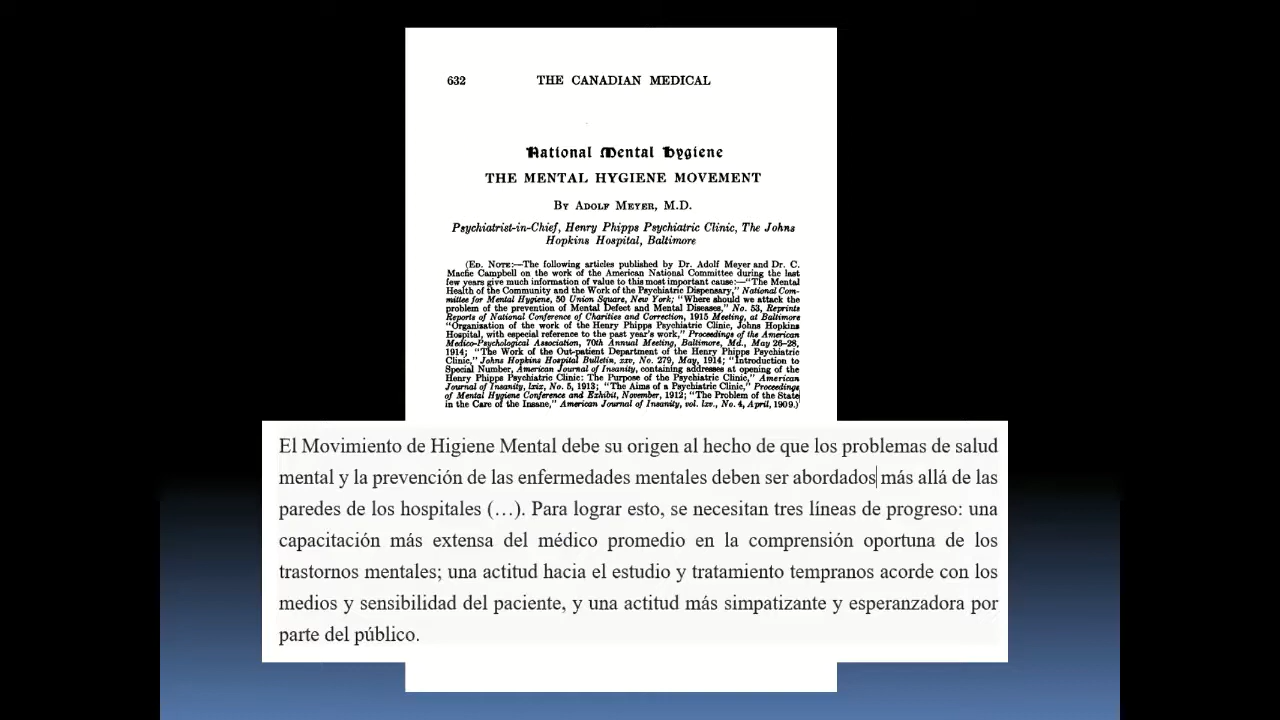 632 THE CANADIAN MEDICAL
National Mental Hygiene
THE MENTAL HYGIENE MOVEMENT
By Adolf Meyer, M.D.
Psychiatrist-in-Chief, Henry Phipps Psychiatric Clinic, The Johns
Hopkins Hospital, Baltimore
(Ed. Note:—The following articles published by Dr. Adolf Meyer and Dr. C.
Macfie Campbell on the work of the American National Committee during the last
few years give much information of value to this most important cause:—"The Mental
Health of the Community and the Work of the Psychiatric Dispensary," National Com-
mittee for Mental Hygiene, 50 Union Square, New York; "Where should we attack the
problem of the prevention of Mental Defect and Mental Diseases," No. 53, Reprints
Reports of National Conference of Charities and Correction, 1915 Meeting, at Baltimore
"Organization of the work of the Henry Phipps Psychiatric Clinic, Johns Hopkins
Hospital, with especial reference to the past year's work," Proceedings of the American
Medico-Psychological Association, 70th Annual Meeting, Baltimore, Md., May 26-28,
1914; "The Work of the Out-patient Department of the Henry Phipps Psychiatric
Clinic," Johns Hopkins Hospital Bulletin, xxv, No. 279, May, 1914; "Introduction to
Special Number, American Journal of Insanity, containing addresses at opening of the
Henry Phipps Psychiatric Clinic: The Purpose of the Psychiatric Clinic," American
Journal of Insanity, lxix, No. 5, 1913; "The Aims of a Psychiatric Clinic," Proceedings
of Mental Hygiene Conference and Exhibit, November, 1912; "The Problem of the State
in the Care of the Insane," American Journal of Insanity, vol. lxv., No. 4, April, 1909.)
El Movimiento de Higiene Mental debe su origen al hecho de que los problemas de salud
mental y la prevención de las enfermedades mentales deben ser abordados más allá de las
paredes de los hospitales (…). Para lograr esto, se necesitan tres líneas de progreso: una
capacitación más extensa del médico promedio en la comprensión oportuna de los
trastornos mentales; una actitud hacia el estudio y tratamiento tempranos acorde con los
medios y sensibilidad del paciente, y una actitud más simpatizante y esperanzadora por
parte del público.